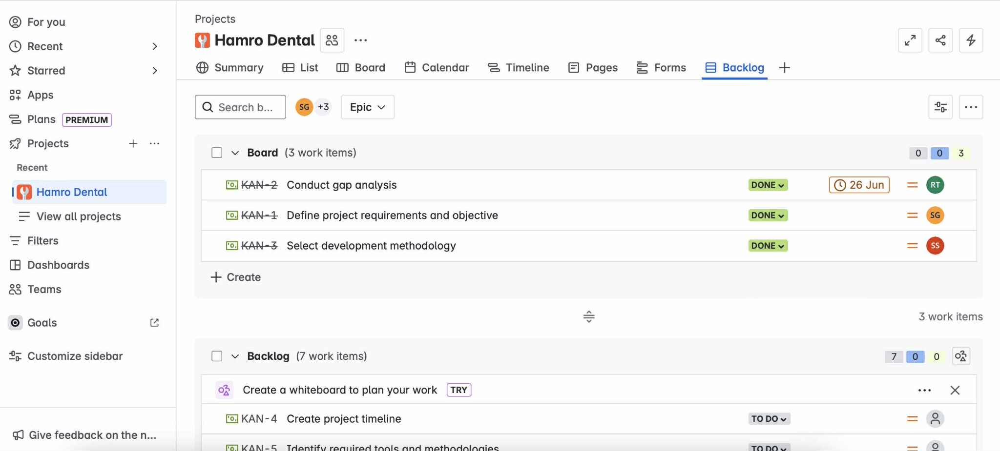 For you
Recent
Starred
Apps
Plans PREMIUM
Projects
Recent
Hamro Dental
View all projects
Filters
Dashboards
Teams
Goals
Customize sidebar
Give feedback on the n...
Projects
Hamro Dental
Summary List Board Calendar Timeline Pages Forms Backlog
Search b... SG +3 Epic
Board (3 work items) 0 0 3
KAN-2 Conduct gap analysis DONE 26 Jun RT
KAN-1 Define project requirements and objective DONE SG
KAN-3 Select development methodology DONE SS
Create
3 work items
Backlog (7 work items) 7 0 0
Create a whiteboard to plan your work TRY
KAN-4 Create project timeline TO DO
KAN-5 Identify required tools and methodologies TO DO